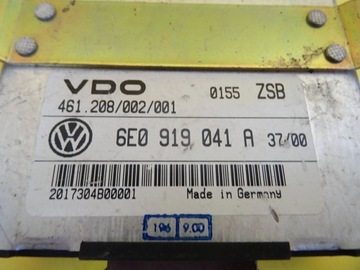 VDO 0155 ZSB
461.208/002/001
6E0 919 041 A 37/00
2017304B00001 Made in Germany
196 9.00